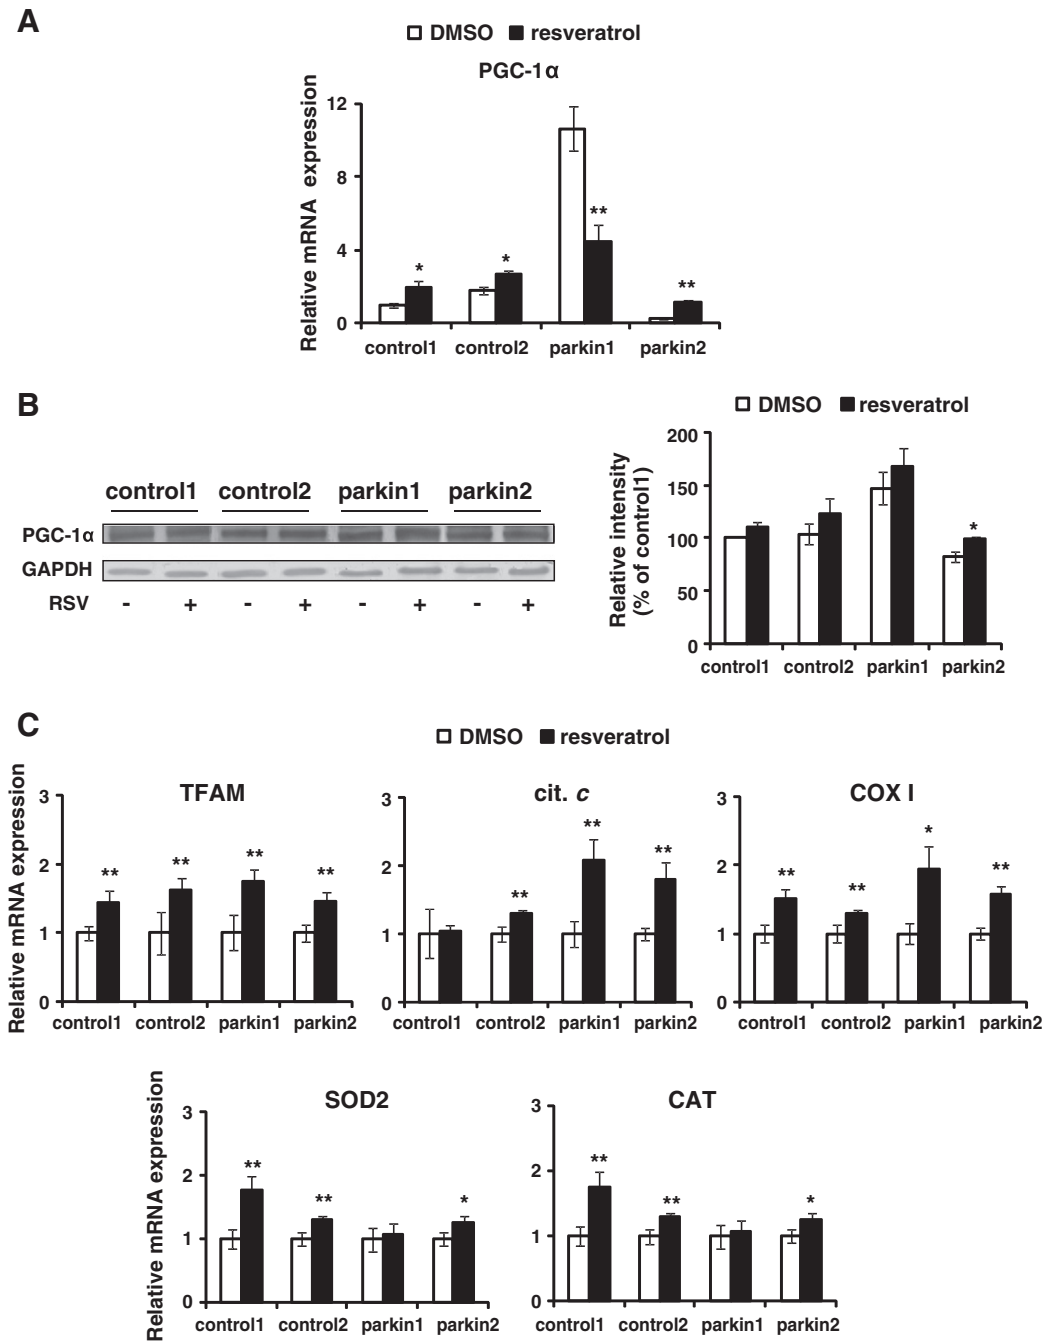 A
DMSO resveratrol
PGC-1α
Relative mRNA expression
12
8
4
0
* * ** **
control1 control2 parkin1 parkin2
B
DMSO resveratrol
control1 control2 parkin1 parkin2
PGC-1α
GAPDH
RSV - + - + - + - +
Relative intensity
(% of control1)
200
150
100
50
0
*
control1 control2 parkin1 parkin2
C
DMSO resveratrol
TFAM
Relative mRNA expression
3
2
1
0
** ** ** **
control1 control2 parkin1 parkin2
cit. c
3
2
1
0
** ** **
control1 control2 parkin1 parkin2
COX I
3
2
1
0
** ** * **
control1 control2 parkin1 parkin2
SOD2
Relative mRNA expression
3
2
1
0
** ** *
control1 control2 parkin1 parkin2
CAT
3
2
1
0
** ** *
control1 control2 parkin1 parkin2